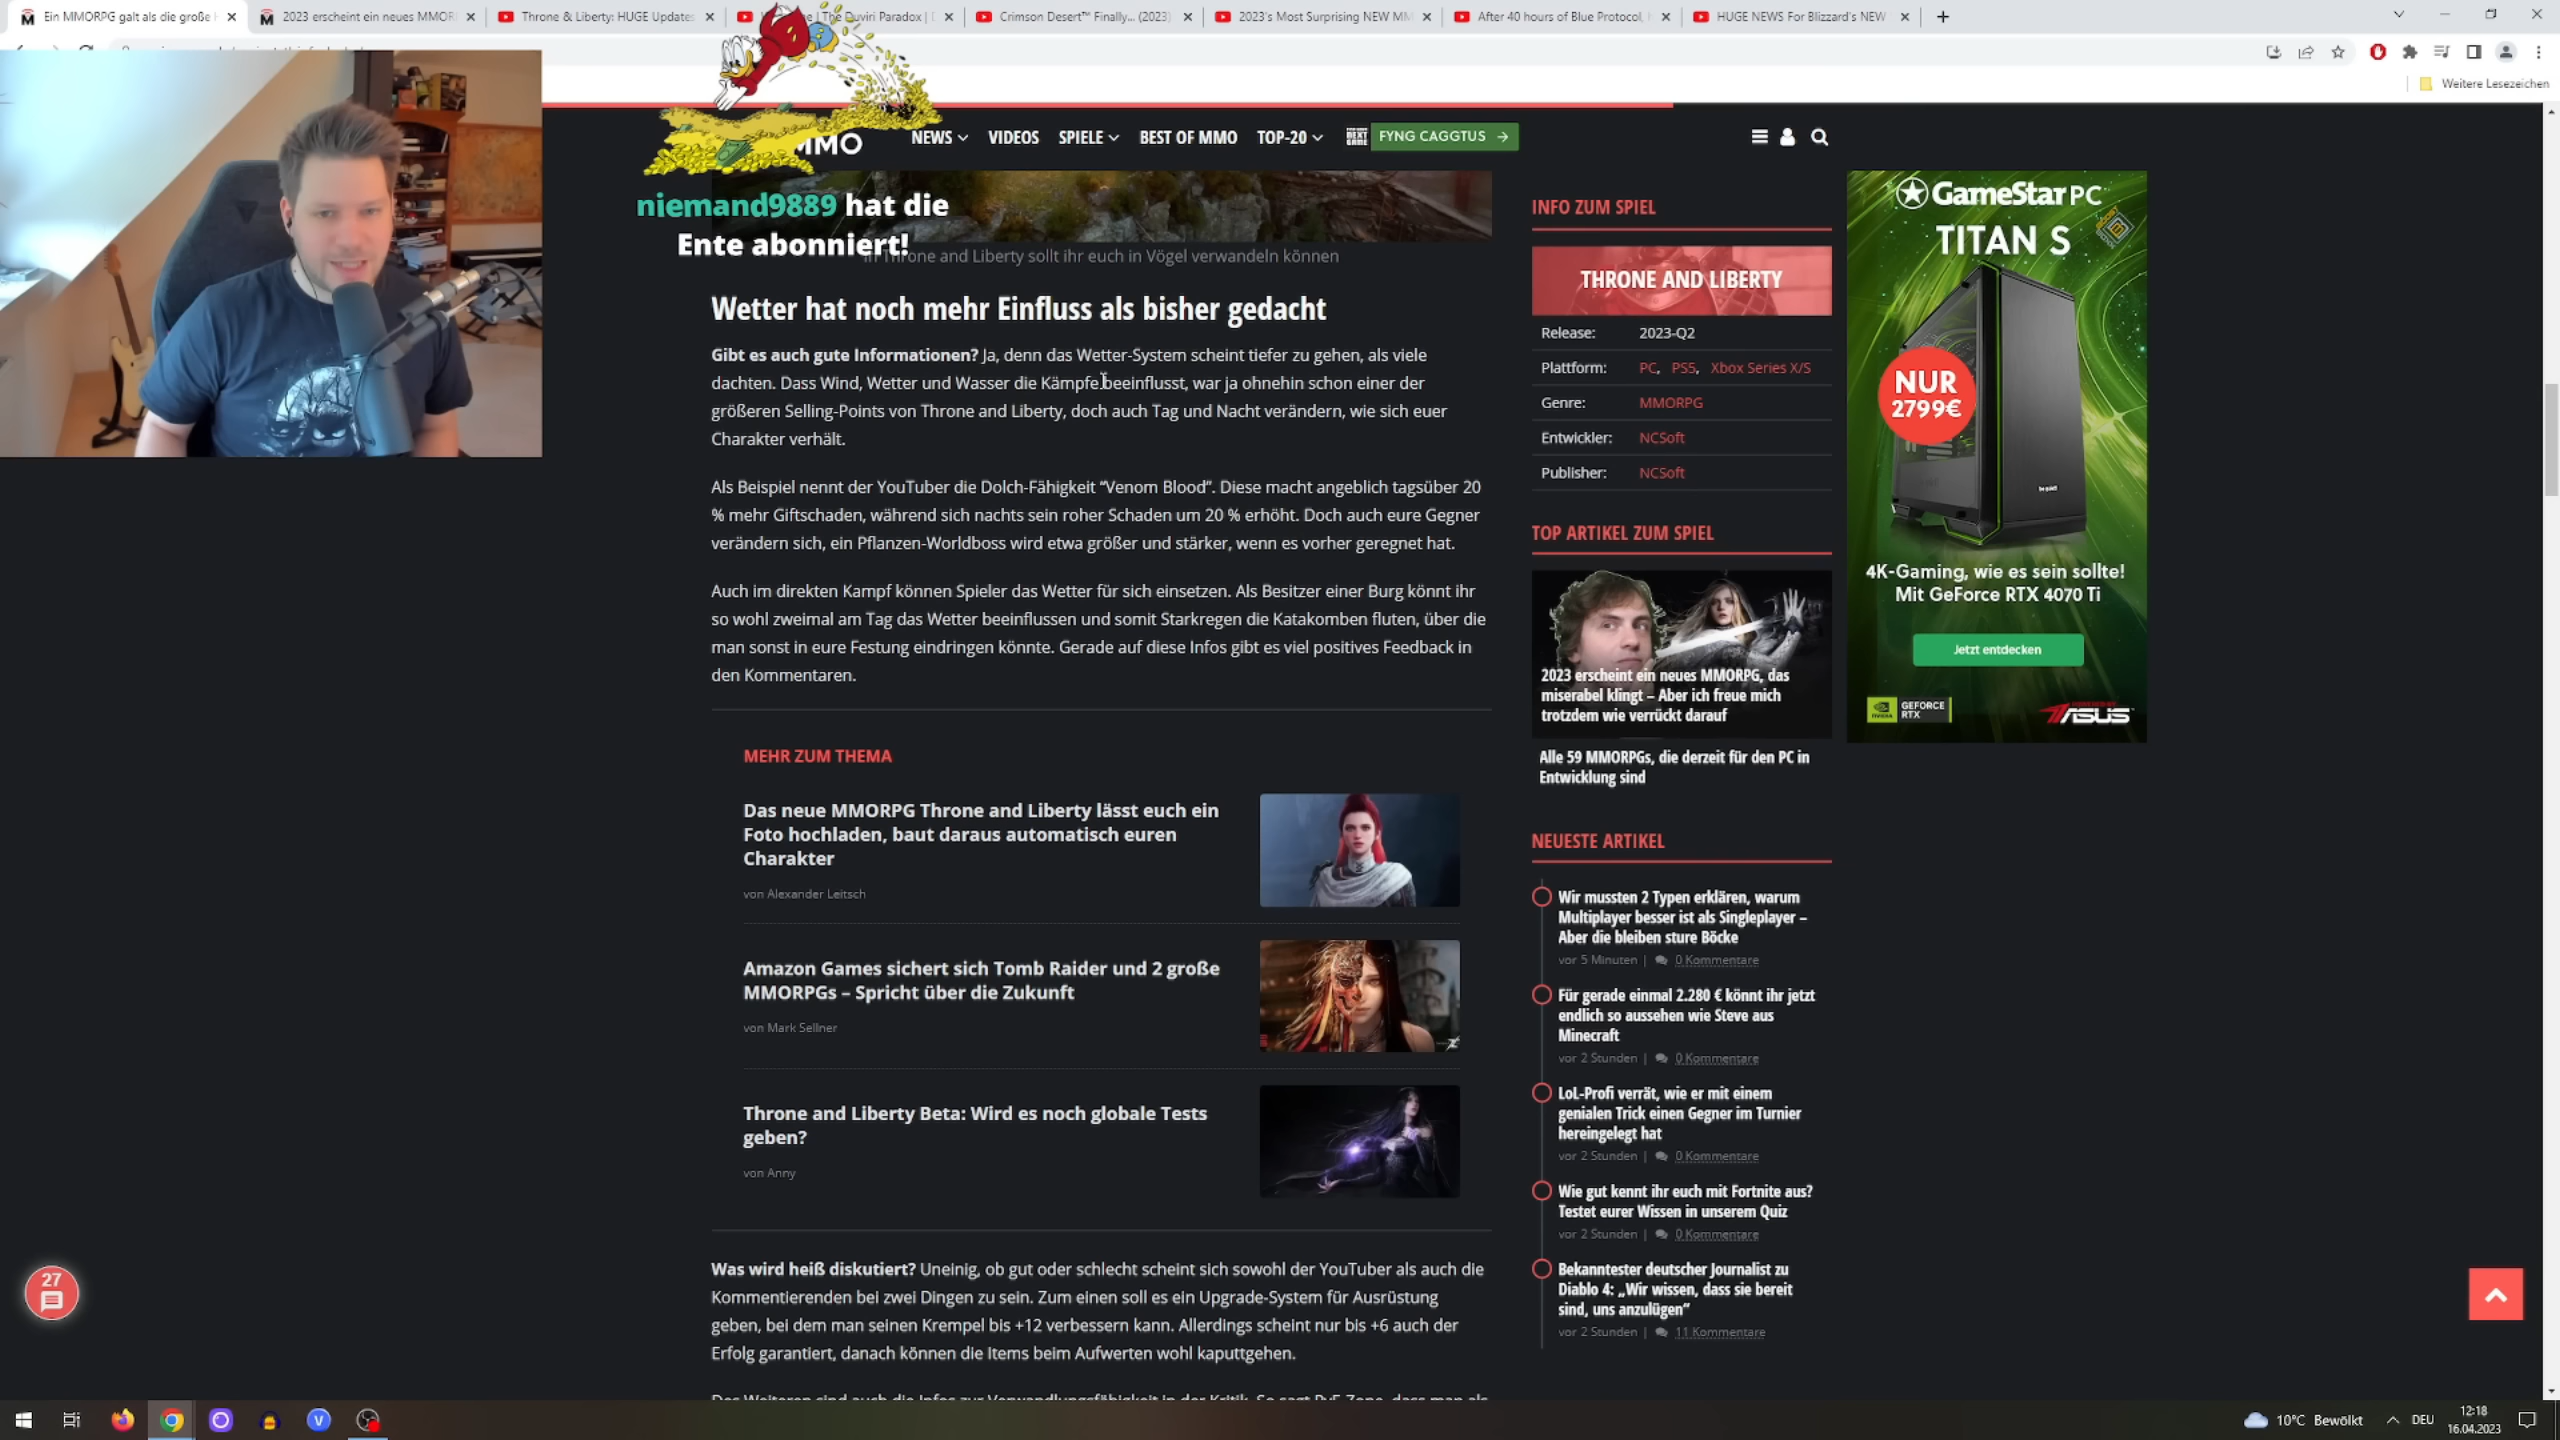 Ein MMORPG galt als die große
2023 erscheint ein neues MMOR
Throne & Liberty: HUGE Updates
The Duviri Paradox |
Crimson Desert™ Finally... (2023)
2023's Most Surprising NEW MM
After 40 hours of Blue Protocol,
HUGE NEWS For Blizzard's NEW
Weitere Lesezeichen
MMO
NEWS
VIDEOS
SPIELE
BEST OF MMO
TOP-20
FYNG CAGGTUS →
niemand9889 hat die
Ente abonniert!
In Throne and Liberty sollt ihr euch in Vögel verwandeln können
Wetter hat noch mehr Einfluss als bisher gedacht
Gibt es auch gute Informationen? Ja, denn das Wetter-System scheint tiefer zu gehen, als viele
dachten. Dass Wind, Wetter und Wasser die Kämpfe beeinflusst, war ja ohnehin schon einer der
größeren Selling-Points von Throne and Liberty, doch auch Tag und Nacht verändern, wie sich euer
Charakter verhält.
Als Beispiel nennt der YouTuber die Dolch-Fähigkeit “Venom Blood”. Diese macht angeblich tagsüber 20
% mehr Giftschaden, während sich nachts sein roher Schaden um 20 % erhöht. Doch auch eure Gegner
verändern sich, ein Pflanzen-Worldboss wird etwa größer und stärker, wenn es vorher geregnet hat.
Auch im direkten Kampf können Spieler das Wetter für sich einsetzen. Als Besitzer einer Burg könnt ihr
so wohl zweimal am Tag das Wetter beeinflussen und somit Starkregen die Katakomben fluten, über die
man sonst in eure Festung eindringen könnte. Gerade auf diese Infos gibt es viel positives Feedback in
den Kommentaren.
MEHR ZUM THEMA
Das neue MMORPG Throne and Liberty lässt euch ein
Foto hochladen, baut daraus automatisch euren
Charakter
von Alexander Leitsch
Amazon Games sichert sich Tomb Raider und 2 große
MMORPGs – Spricht über die Zukunft
von Mark Sellner
Throne and Liberty Beta: Wird es noch globale Tests
geben?
von Anny
Was wird heiß diskutiert? Uneinig, ob gut oder schlecht scheint sich sowohl der YouTuber als auch die
Kommentierenden bei zwei Dingen zu sein. Zum einen soll es ein Upgrade-System für Ausrüstung
geben, bei dem man seinen Krempel bis +12 verbessern kann. Allerdings scheint nur bis +6 auch der
Erfolg garantiert, danach können die Items beim Aufwerten wohl kaputtgehen.
Des Weiteren sind auch die Infos zur Verwandlungsfähigkeit in der Kritik. So sagt PvE Zone, dass man als
INFO ZUM SPIEL
THRONE AND LIBERTY
Release: 2023-Q2
Plattform: PC, PS5, Xbox Series X/S
Genre: MMORPG
Entwickler: NCSoft
Publisher: NCSoft
TOP ARTIKEL ZUM SPIEL
2023 erscheint ein neues MMORPG, das
miserabel klingt – Aber ich freue mich
trotzdem wie verrückt darauf
Alle 59 MMORPGs, die derzeit für den PC in
Entwicklung sind
NEUESTE ARTIKEL
Wir mussten 2 Typen erklären, warum
Multiplayer besser ist als Singleplayer –
Aber die bleiben sture Böcke
vor 5 Minuten | 0 Kommentare
Für gerade einmal 2.280 € könnt ihr jetzt
endlich so aussehen wie Steve aus
Minecraft
vor 2 Stunden | 0 Kommentare
LoL-Profi verrät, wie er mit einem
genialen Trick einen Gegner im Turnier
hereingelegt hat
vor 2 Stunden | 0 Kommentare
Wie gut kennt ihr euch mit Fortnite aus?
Testet eurer Wissen in unserem Quiz
vor 2 Stunden | 0 Kommentare
Bekanntester deutscher Journalist zu
Diablo 4: „Wir wissen, dass sie bereit
sind, uns anzulügen“
vor 2 Stunden | 11 Kommentare
GameStar PC
TITAN S
NUR
2799€
be quiet!
4K-Gaming, wie es sein sollte!
Mit GeForce RTX 4070 Ti
Jetzt entdecken
NVIDIA
GEFORCE
RTX
ASUS
27
10°C Bewölkt
DEU
12:18
16.04.2023